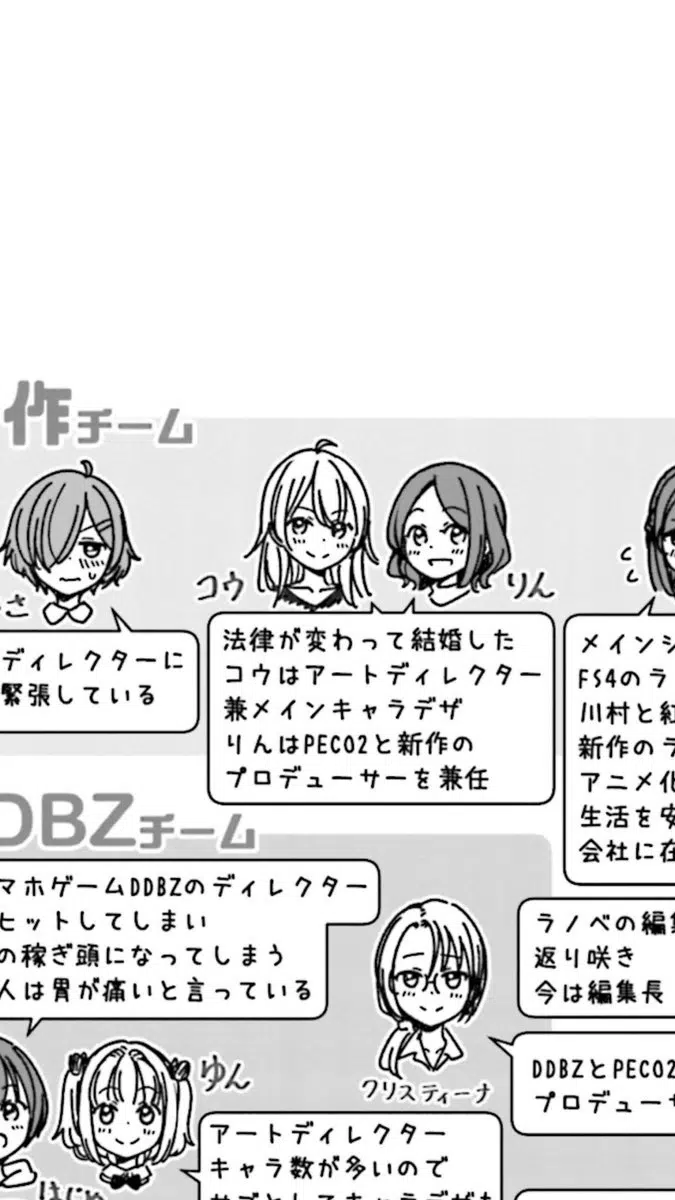 作チーム
さ
コウ
りん
ディレクターに
緊張している
法律が変わって結婚した
コウはアートディレクター
兼メインキャラデザ
りんはPECO2と新作の
プロデューサーを兼任
メインシ
FS4のラ
川村と紅
新作のラ
アニメ化
生活を安
会社に在
DDBZチーム
マホゲームDDBZのディレクター
ヒットしてしまい
の稼ぎ頭になってしまう
人は胃が痛いと言っている
ラノベの編集
返り咲き
今は編集長
クリスティーナ
DDBZとPECO2
プロデューサ
ゆん
はじめ
アートディレクター
キャラ数が多いので